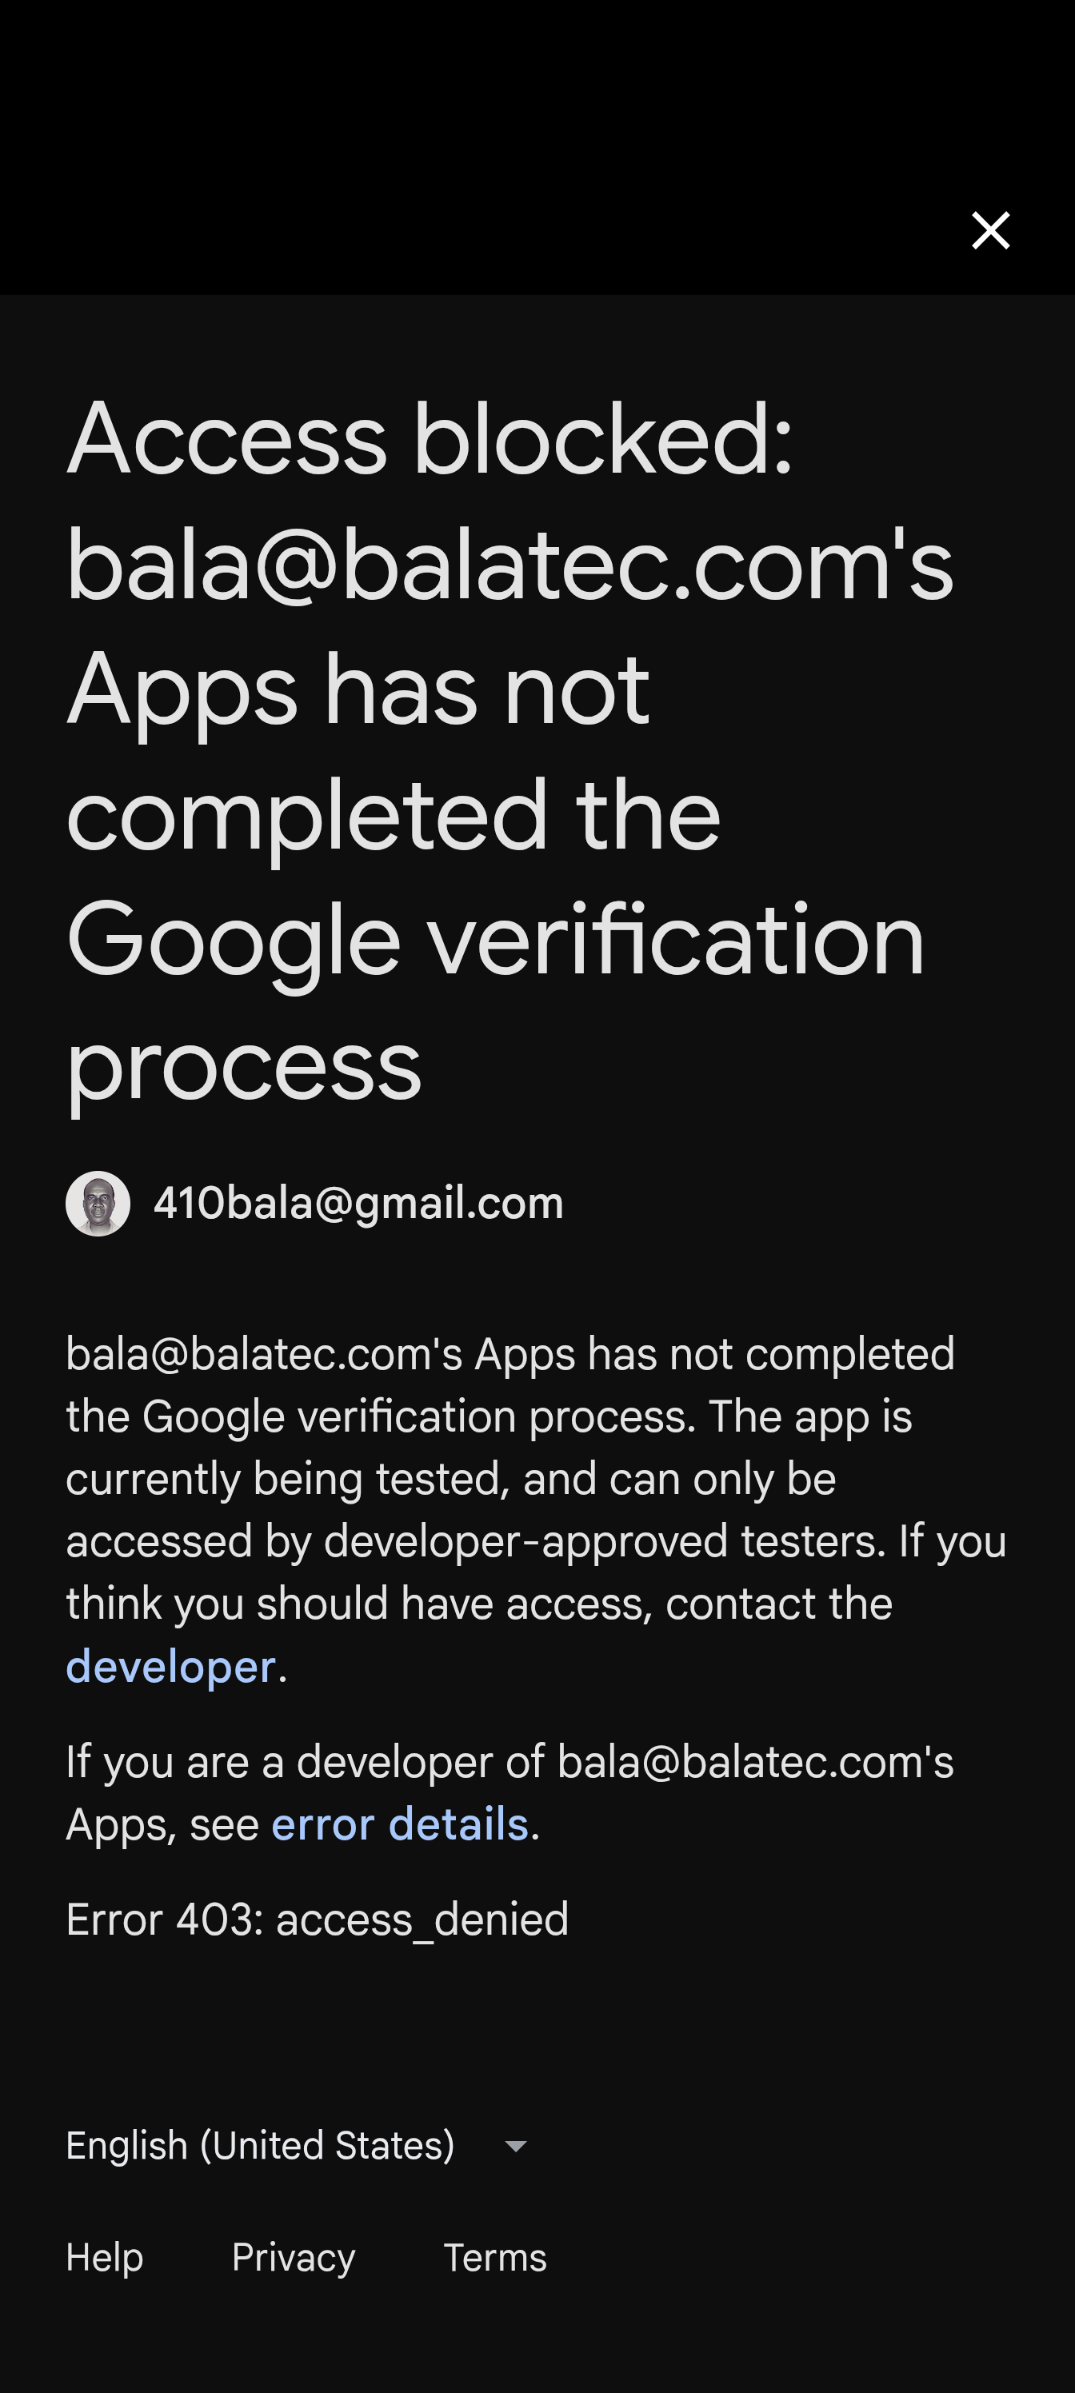 Access blocked:
bala@balatec.com's
Apps has not
completed the
Google verification
process
410bala@gmail.com
bala@balatec.com's Apps has not completed
the Google verification process. The app is
currently being tested, and can only be
accessed by developer-approved testers. If you
think you should have access, contact the
developer.
If you are a developer of bala@balatec.com's
Apps, see error details.
Error 403: access_denied
English (United States)
Help Privacy Terms